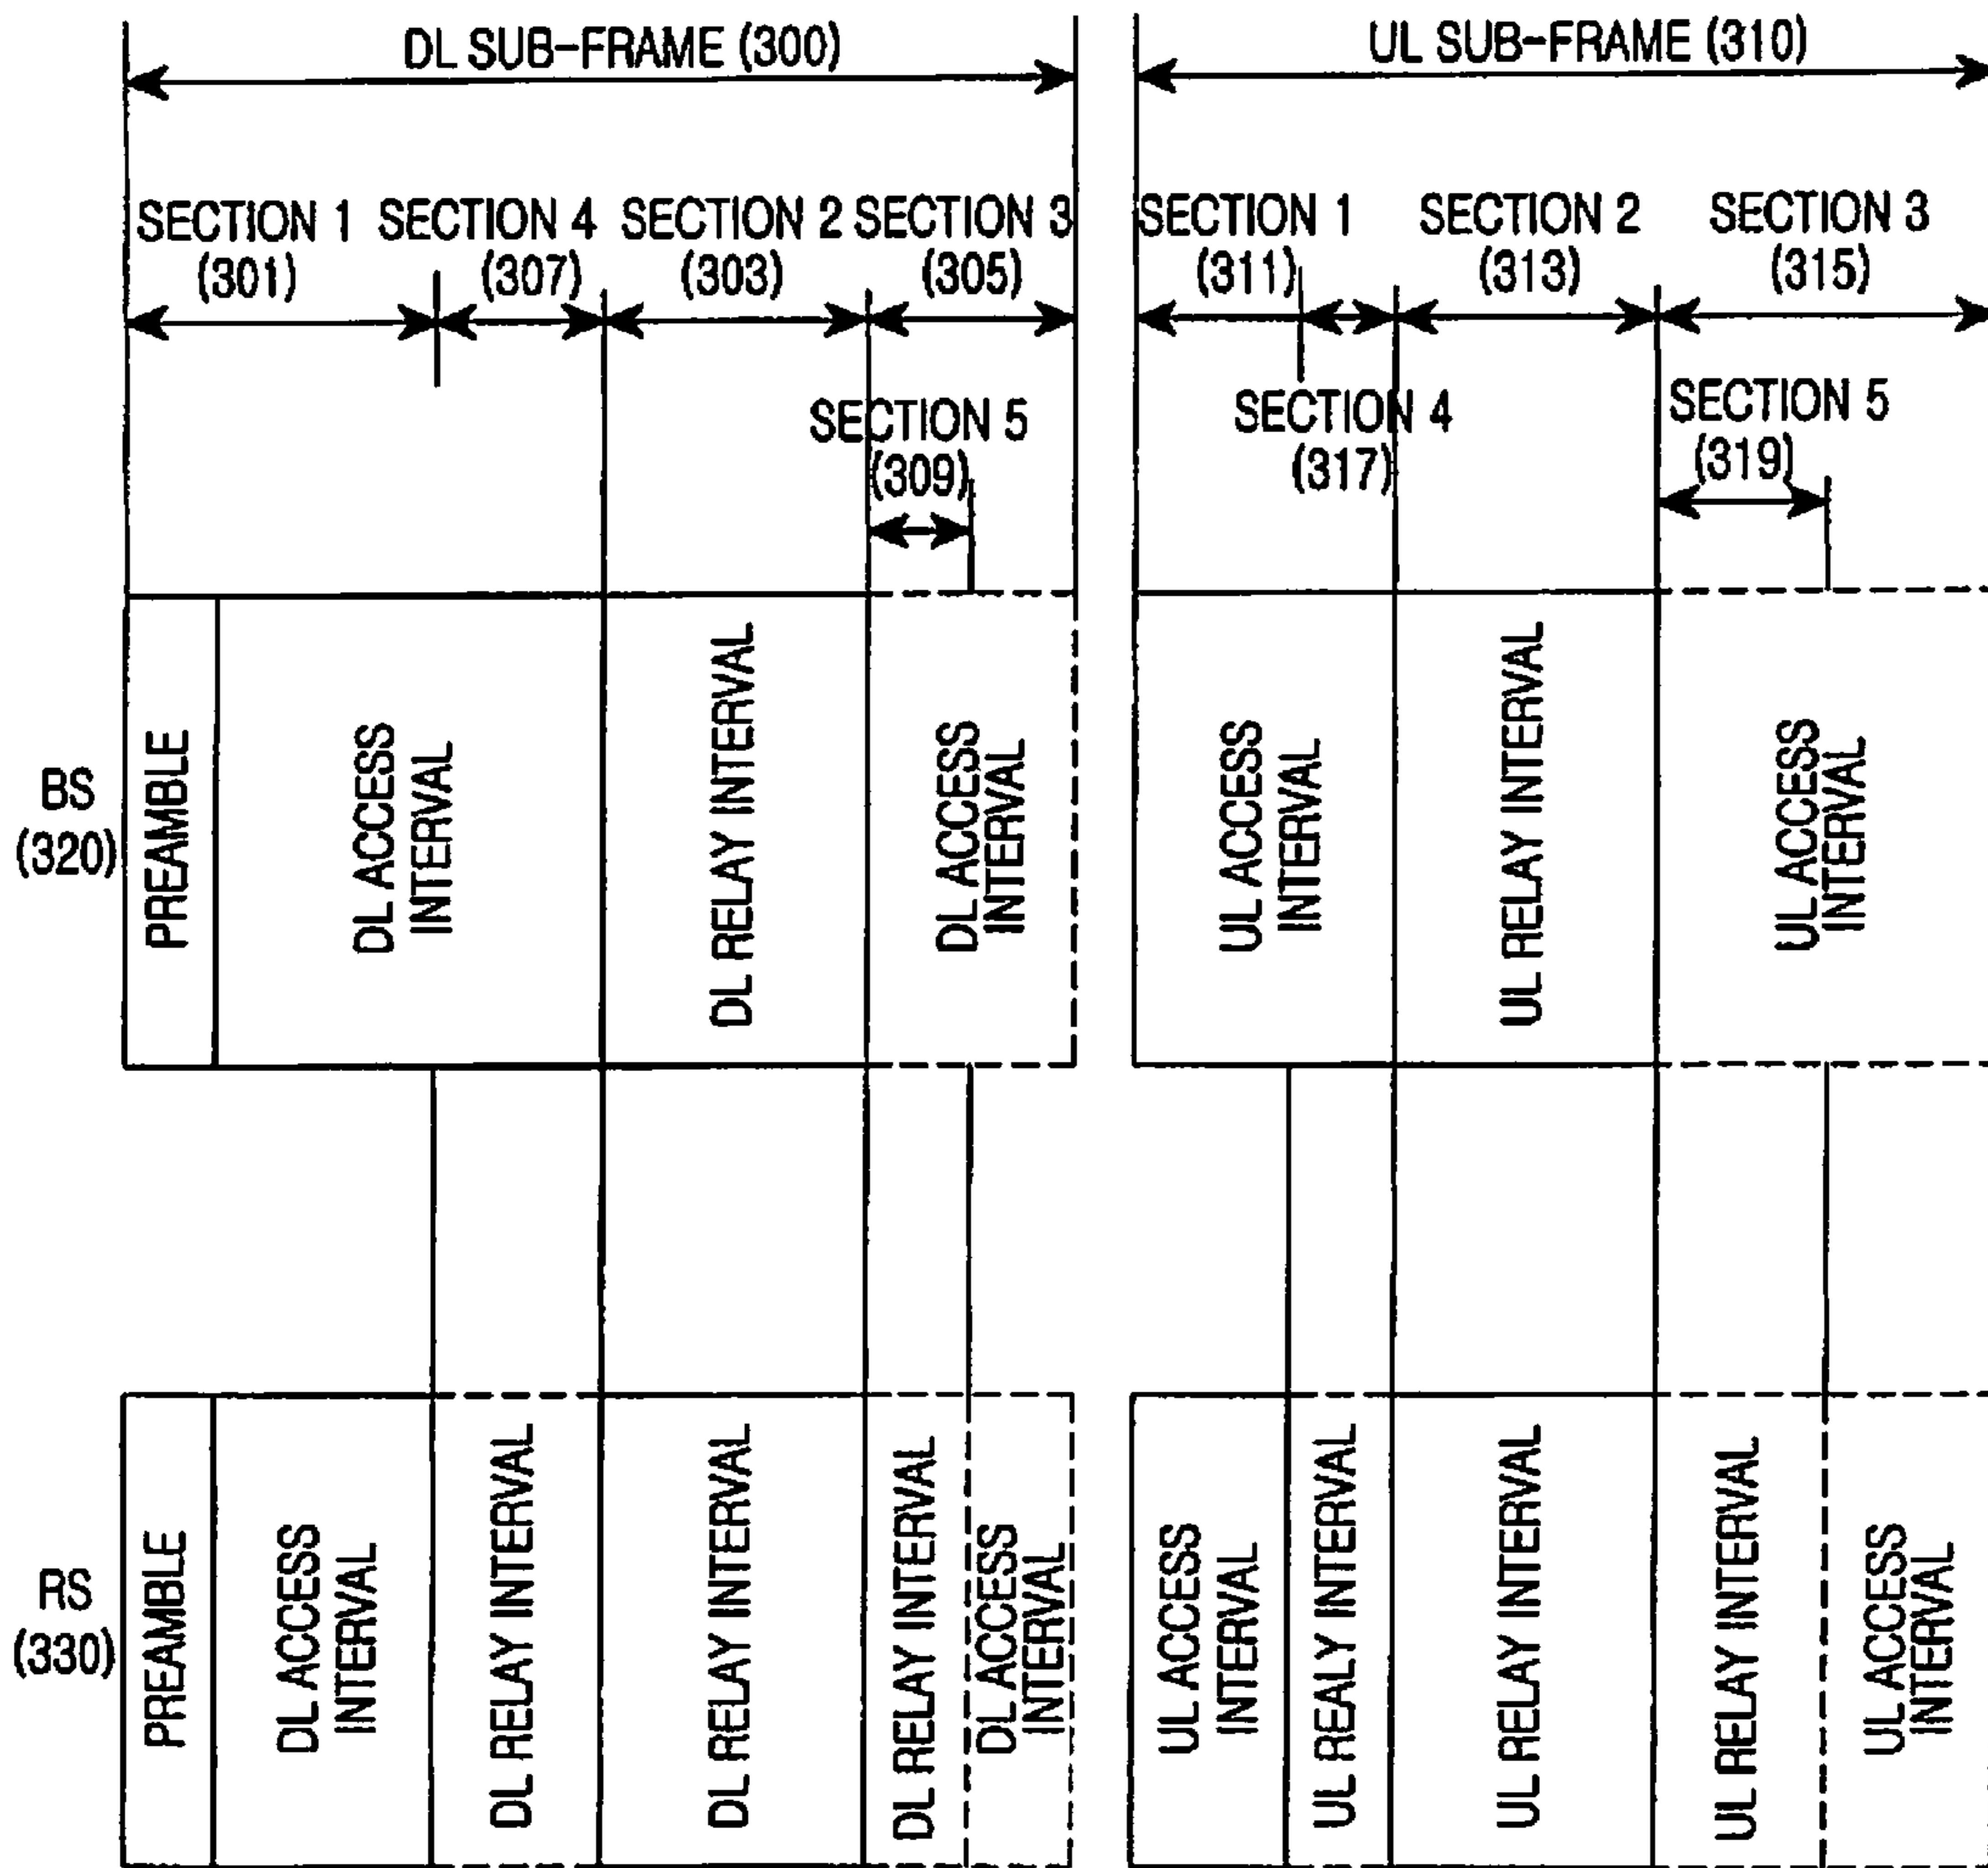 DL SUB-FRAME (300)
UL SUB-FRAME (310)
SECTION 1
(301)
SECTION 4
(307)
SECTION 2
(303)
SECTION 3
(305)
SECTION 1
(311)
SECTION 2
(313)
SECTION 3
(315)
SECTION 5
(309)
SECTION 4
(317)
SECTION 5
(319)
BS
(320)
PREAMBLE
DL ACCESS
INTERVAL
DL RELAY INTERVAL
DL ACCESS
INTERVAL
UL ACCESS
INTERVAL
UL RELAY INTERVAL
UL ACCESS
INTERVAL
RS
(330)
PREAMBLE
DL ACCESS
INTERVAL
DL RELAY INTERVAL
DL RELAY INTERVAL
DL RELAY INTERVAL
DL ACCESS
INTERVAL
UL ACCESS
INTERVAL
UL REALY INTERVAL
UL RELAY INTERVAL
UL RELAY INTERVAL
UL ACCESS
INTERVAL